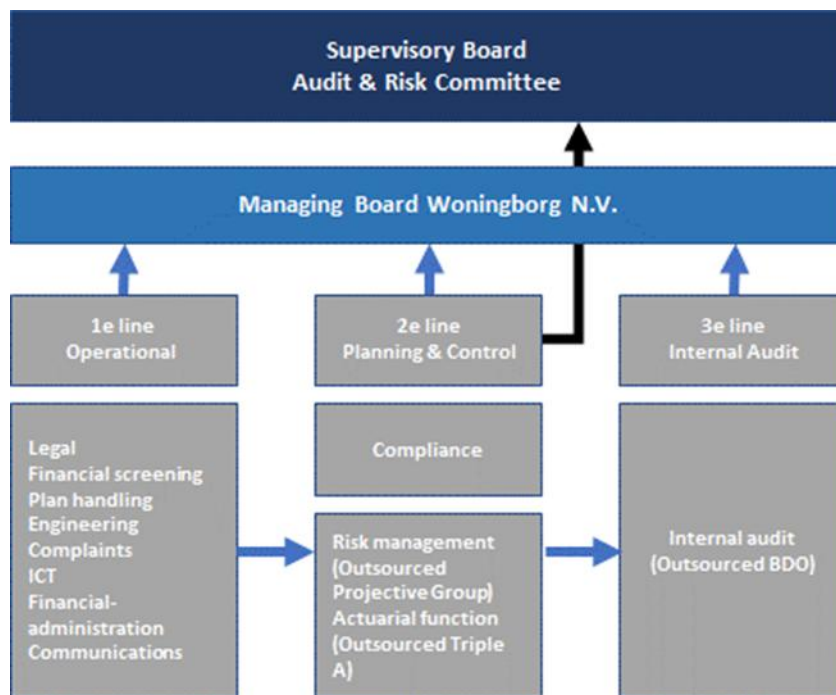 Supervisory Board
Audit & Risk Committee
Managing Board Woningborg N.V.
1e line
Operational
2e line
Planning & Control
3e line
Internal Audit
Legal
Financial screening
Plan handling
Engineering
Complaints
ICT
Financial-
administration
Communications
Compliance
Risk management
(Outsourced
Projective Group)
Actuarial function
(Outsourced Triple
A)
Internal audit
(Outsourced BDO)